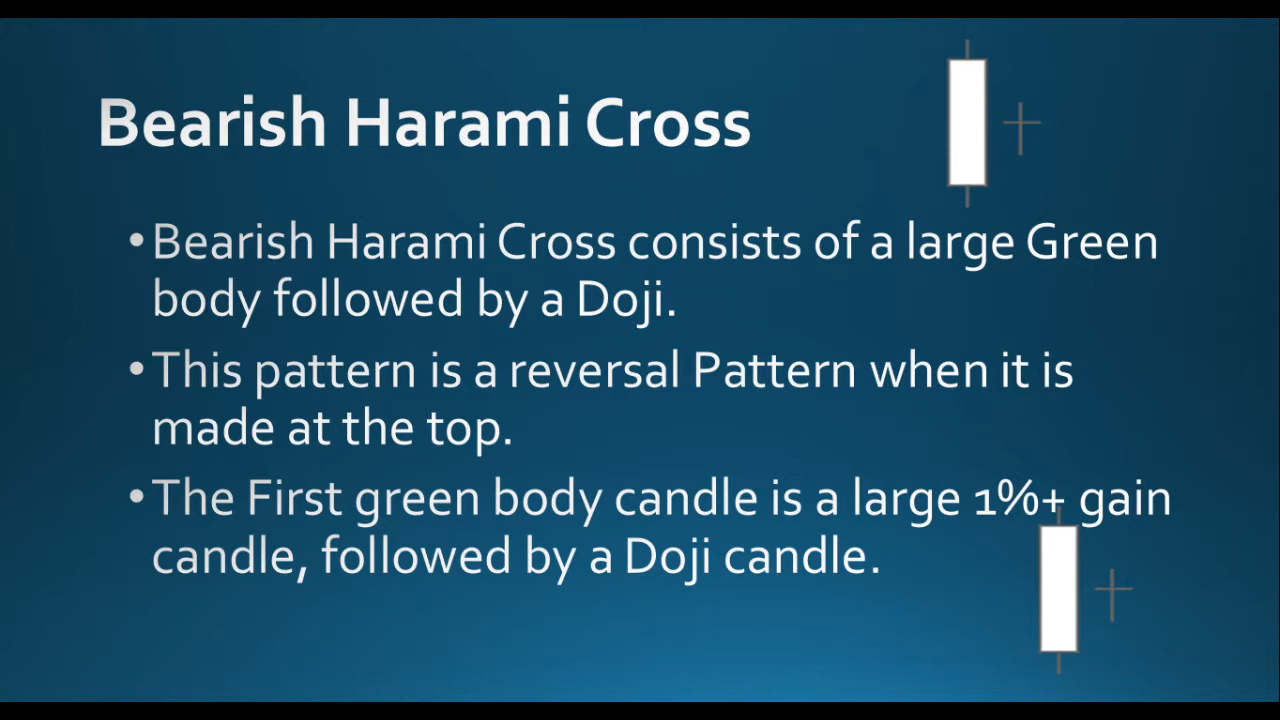 Bearish Harami Cross
•Bearish Harami Cross consists of a large Green
body followed by a Doji.
•This pattern is a reversal Pattern when it is
made at the top.
•The First green body candle is a large 1%+ gain
candle, followed by a Doji candle.